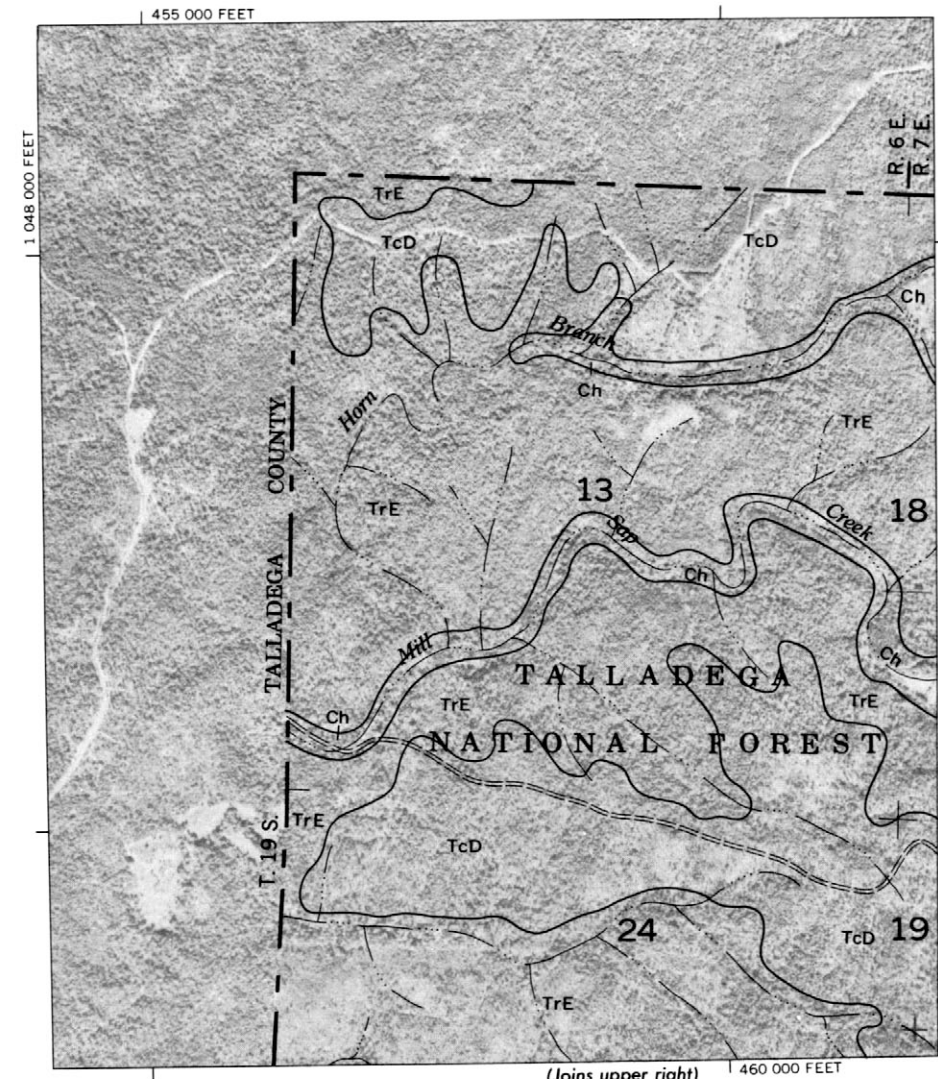 455 000 FEET
1 048 000 FEET
R. 6 E.
R. 7 E.
TrE
TcD
TcD
Ch
Branch
Ch
Horn
TrE
COUNTY
13
TrE
Sap
Creek
18
Ch
TALLADEGA
Mill
Ch
TALLADEGA
TrE
TrE
Ch
NATIONAL FOREST
T. 19 S.
TrE
TcD
24
TcD
19
TrE
(Joins upper right)
460 000 FEET